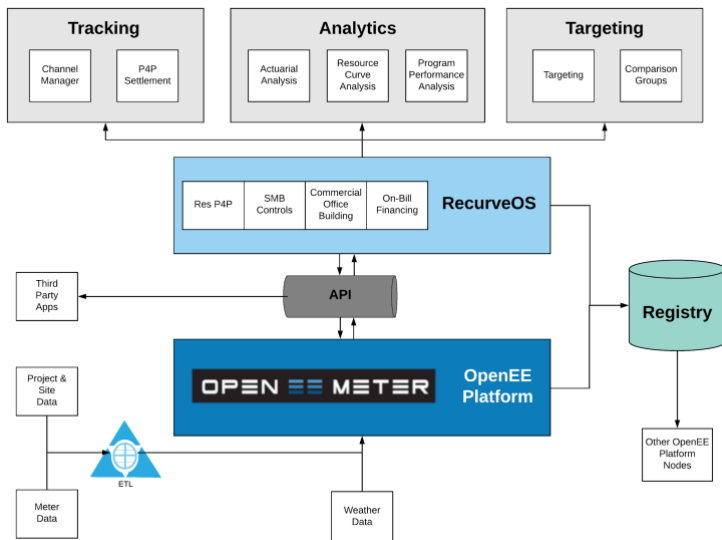 Tracking
Channel
Manager
P4P
Settlement
Analytics
Actuarial
Analysis
Resource
Curve
Analysis
Program
Performance
Analysis
Targeting
Targeting
Comparison
Groups
Res P4P
SMB
Controls
Commercial
Office
Building
On-Bill
Financing
RecurveOS
Third
Party
Apps
API
Registry
Project &
Site
Data
OPEN EE METER
OpenEE
Platform
ETL
Other OpenEE
Platform
Nodes
Meter
Data
Weather
Data